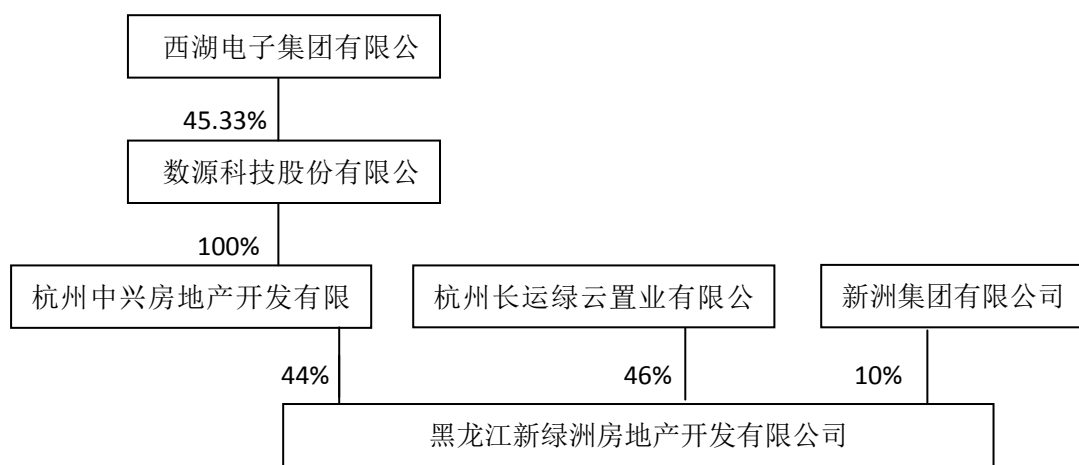 西湖电子集团有限公
45.33%
数源科技股份有限公
100%
杭州中兴房地产开发有限
杭州长运绿云置业有限公
新洲集团有限公司
44%
46%
10%
黑龙江新绿洲房地产开发有限公司